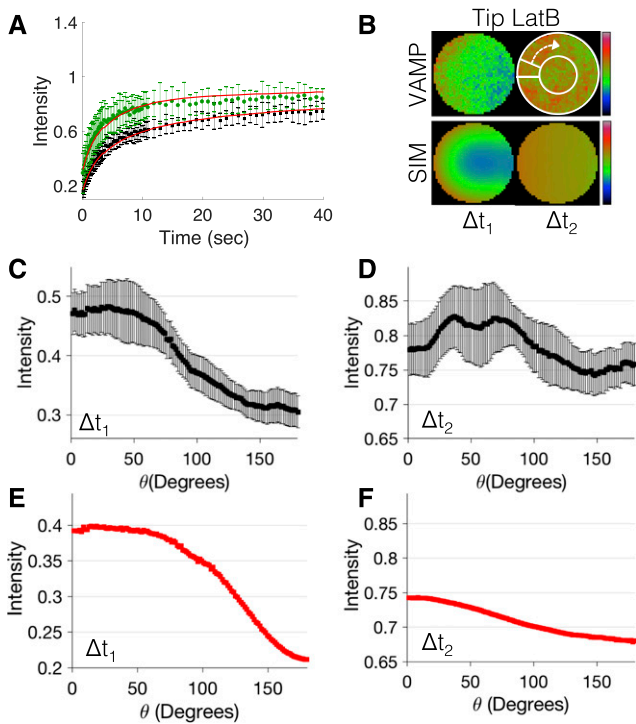 A
1.4
1
0.6
0.2
Intensity
0
10
20
30
40
Time (sec)
B
Tip LatB
VAMP
SIM
Δt1
Δt2
C
0.5
0.4
0.3
Intensity
Δt1
0
50
100
150
θ(Degrees)
D
0.85
0.8
0.75
0.7
0.65
Intensity
Δt2
0
50
100
150
θ(Degrees)
E
0.4
0.35
0.3
0.25
0.2
Intensity
Δt1
0
50
100
150
θ (Degrees)
F
0.85
0.8
0.75
0.7
0.65
Intensity
Δt2
0
50
100
150
θ (Degrees)